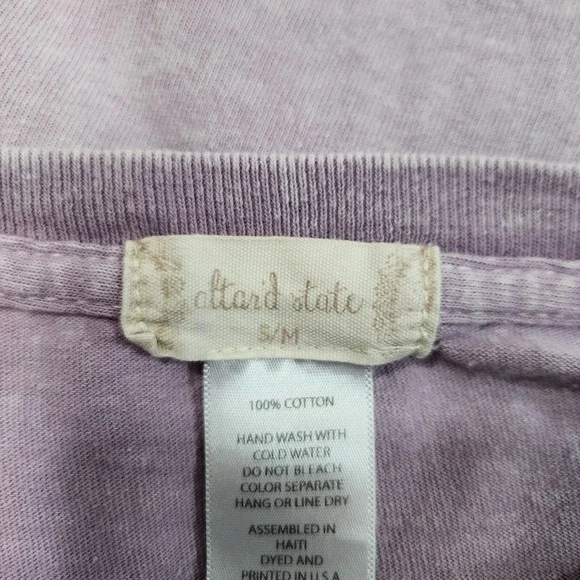 altar'd state
S/M
100% COTTON
HAND WASH WITH
COLD WATER
DO NOT BLEACH
COLOR SEPARATE
HANG OR LINE DRY
ASSEMBLED IN
HAITI
DYED AND
PRINTED IN U.S.A